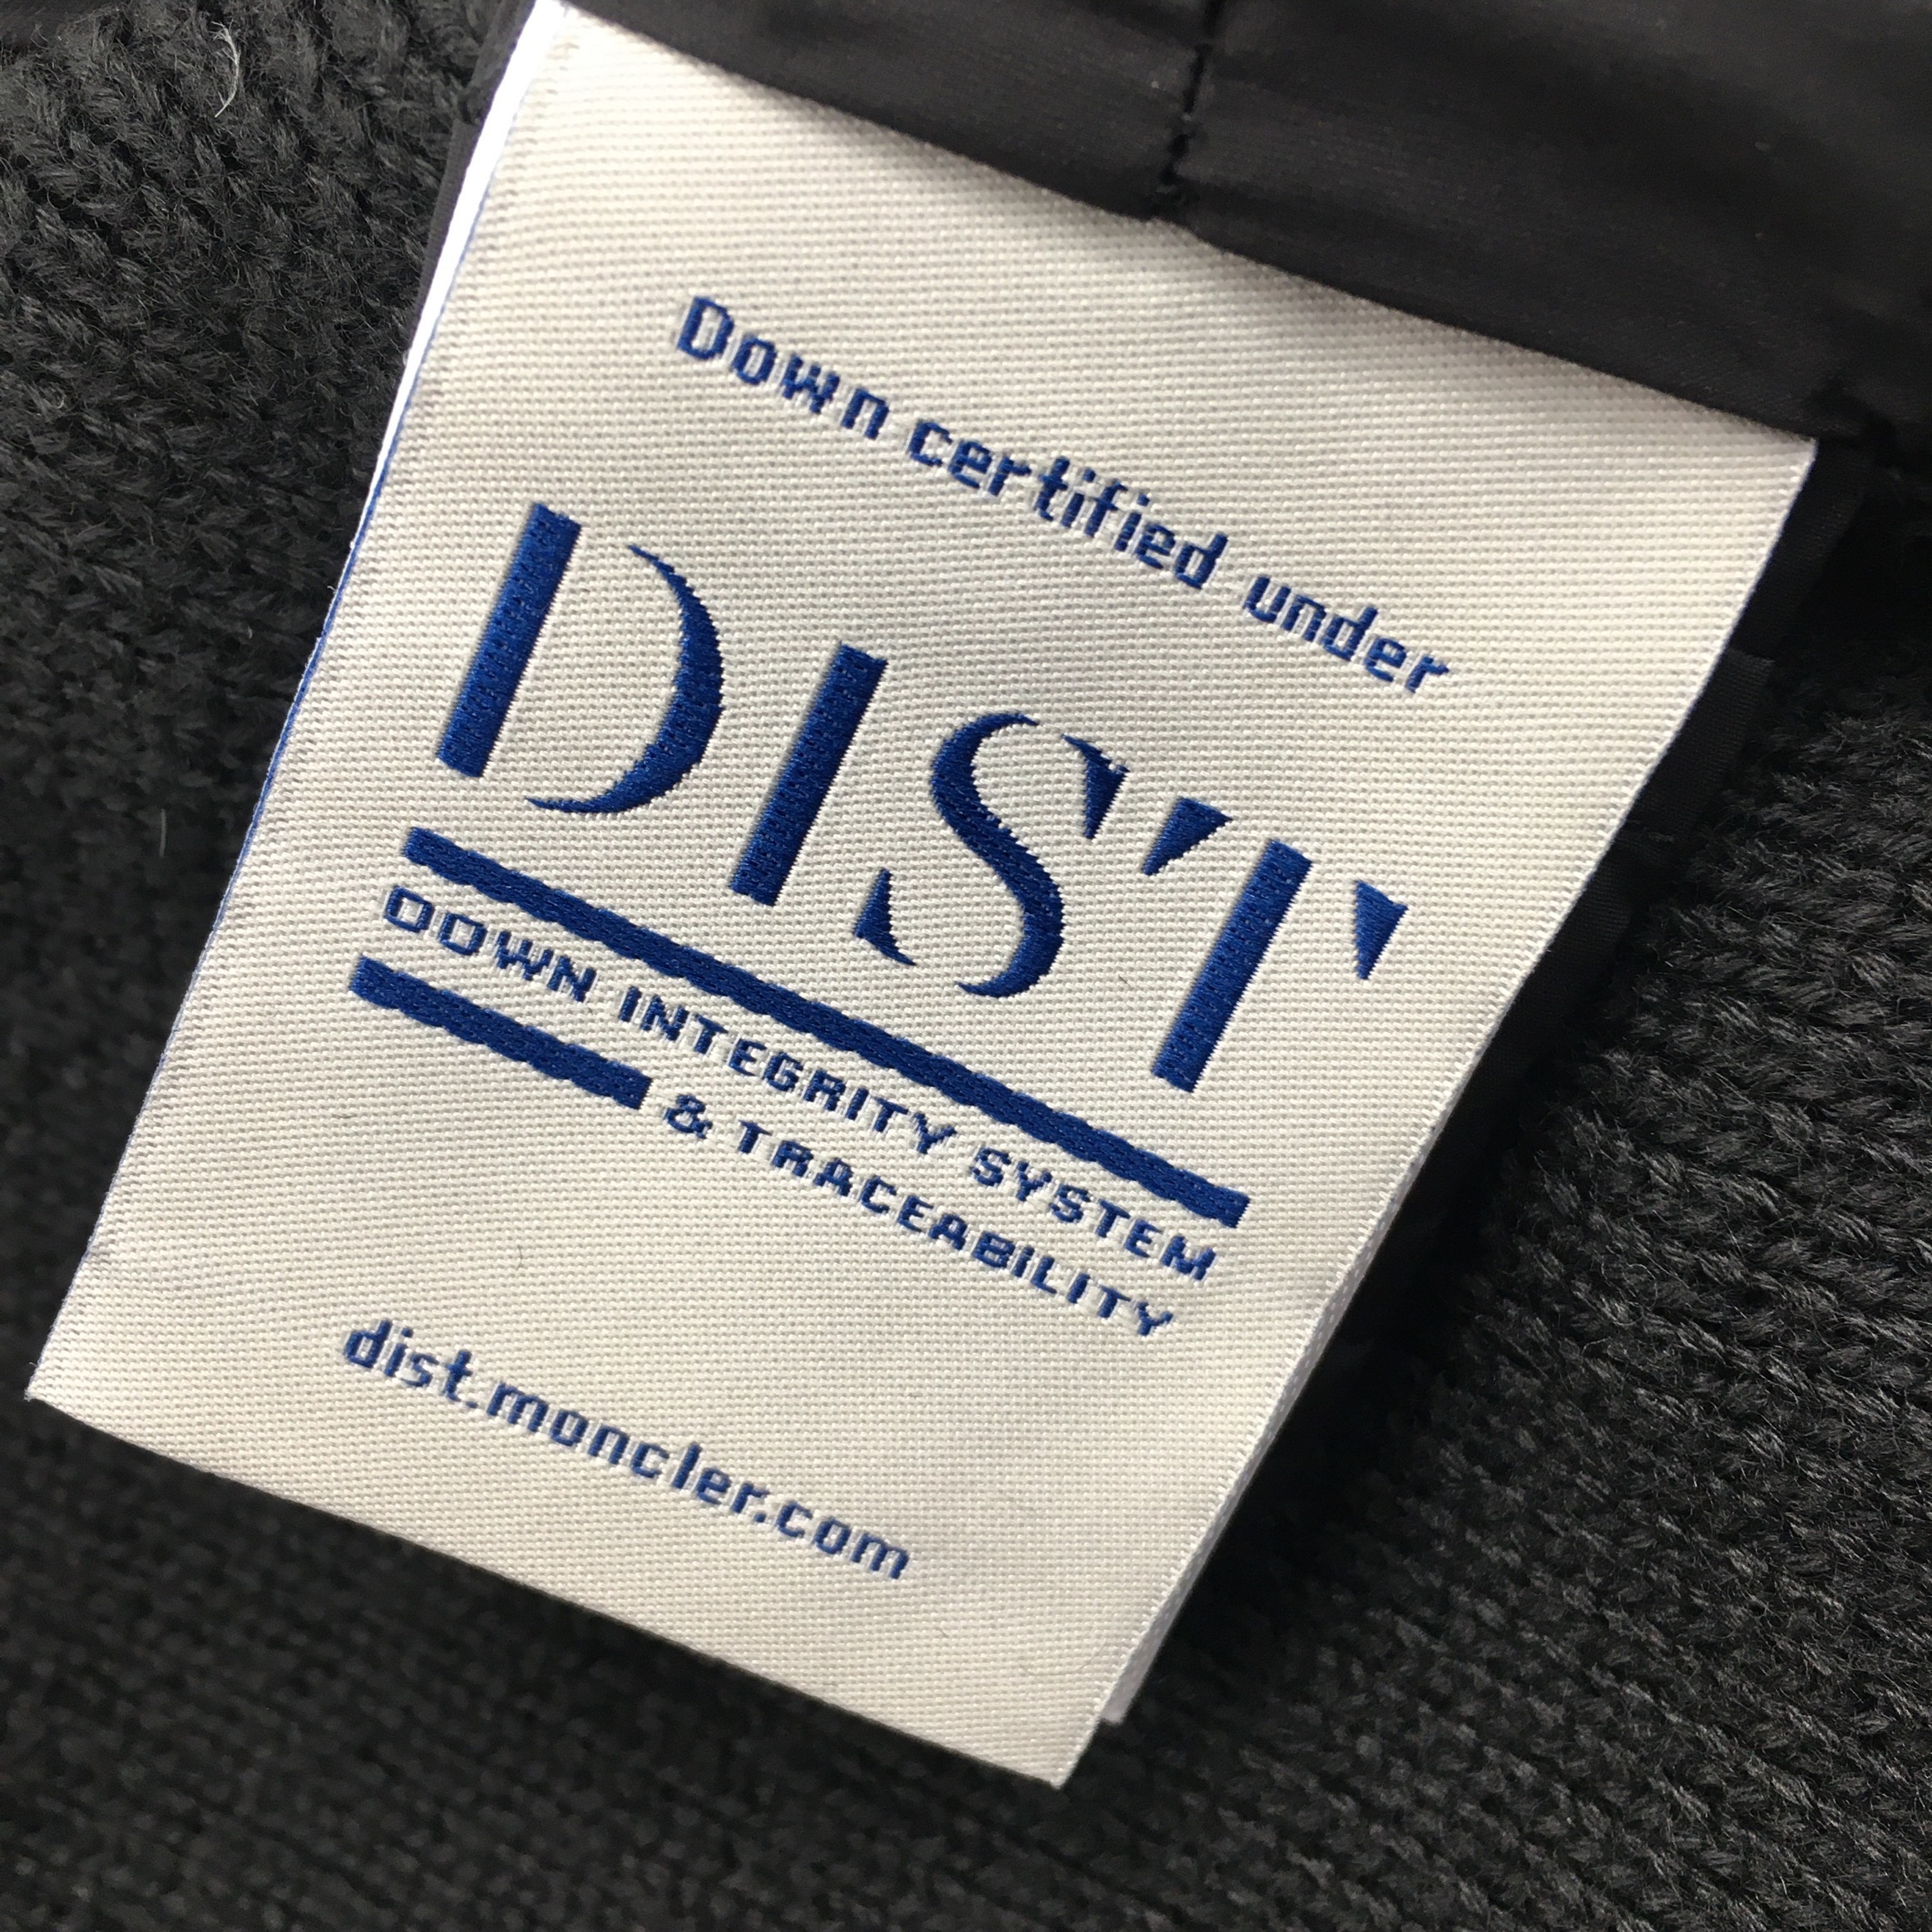 Down certified under
DIST
DOWN INTEGRITY SYSTEM
& TRACEABILITY
dist.moncler.com